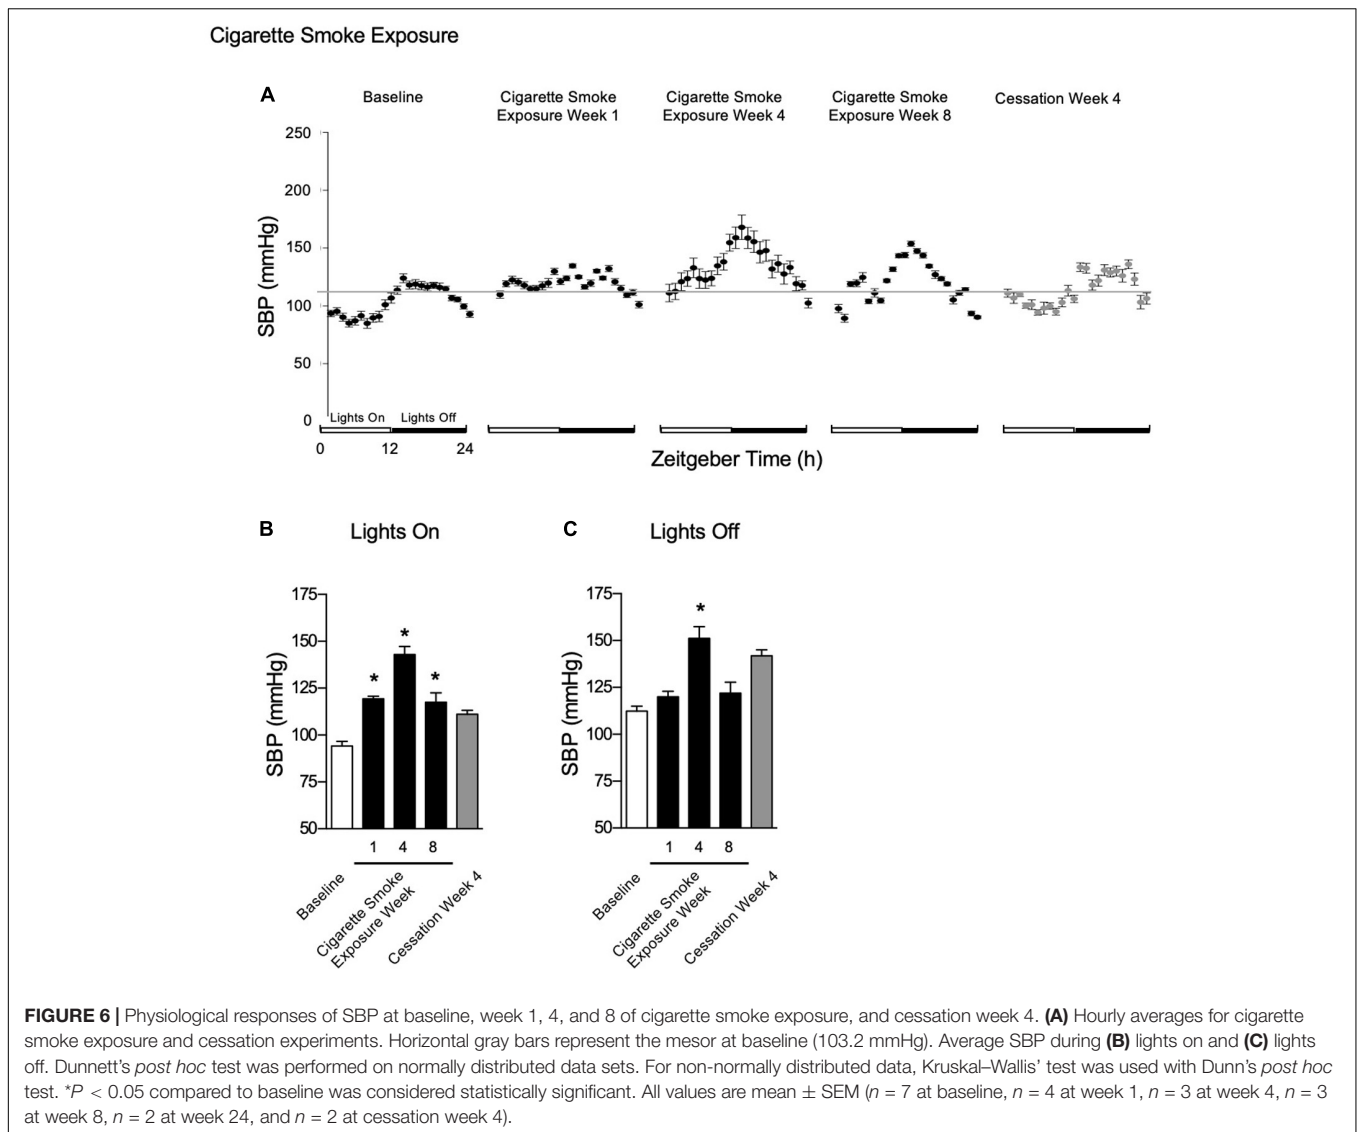 Cigarette Smoke Exposure
A
Baseline
Cigarette Smoke
Exposure Week 1
Cigarette Smoke
Exposure Week 4
Cigarette Smoke
Exposure Week 8
Cessation Week 4
250
200
150
100
50
0
SBP (mmHg)
Lights On
Lights Off
0
12
24
Zeitgeber Time (h)
B
Lights On
175
150
125
100
75
50
SBP (mmHg)
*
*
*
1
4
8
Baseline
Cigarette Smoke
Exposure Week
Cessation Week 4
C
Lights Off
175
150
125
100
75
50
SBP (mmHg)
*
1
4
8
Baseline
Cigarette Smoke
Exposure Week
Cessation Week 4
FIGURE 6 | Physiological responses of SBP at baseline, week 1, 4, and 8 of cigarette smoke exposure, and cessation week 4. (A) Hourly averages for cigarette
smoke exposure and cessation experiments. Horizontal gray bars represent the mesor at baseline (103.2 mmHg). Average SBP during (B) lights on and (C) lights
off. Dunnett's post hoc test was performed on normally distributed data sets. For non-normally distributed data, Kruskal–Wallis' test was used with Dunn's post hoc
test. *P < 0.05 compared to baseline was considered statistically significant. All values are mean ± SEM (n = 7 at baseline, n = 4 at week 1, n = 3 at week 4, n = 3
at week 8, n = 2 at week 24, and n = 2 at cessation week 4).